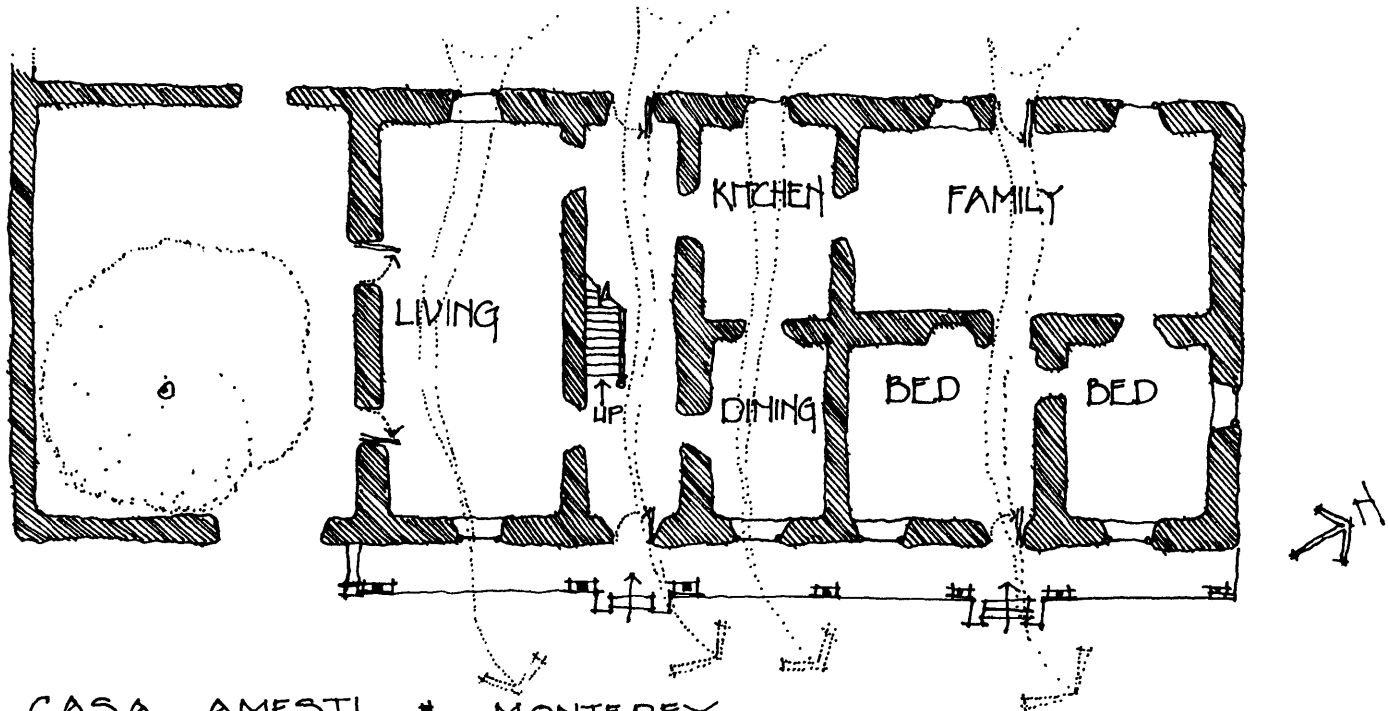 KITCHEN
FAMILY
LIVING
UP
DINING
BED
BED
N
CASA AMESTI * MONTEREY